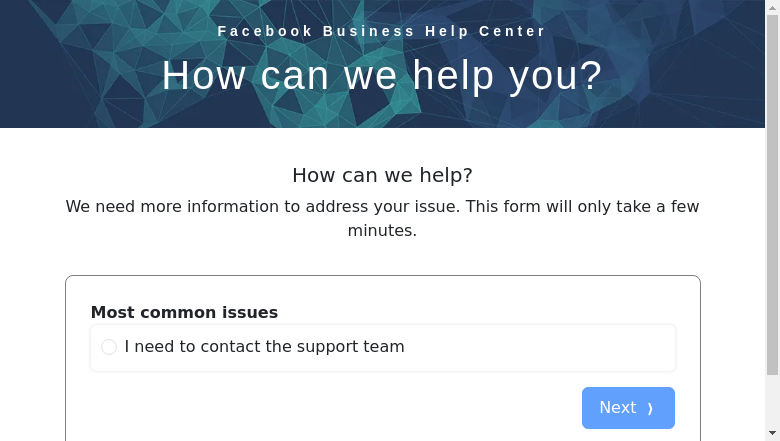 Facebook Business Help Center
How can we help you?
How can we help?
We need more information to address your issue. This form will only take a few
minutes.
Most common issues
I need to contact the support team
Next